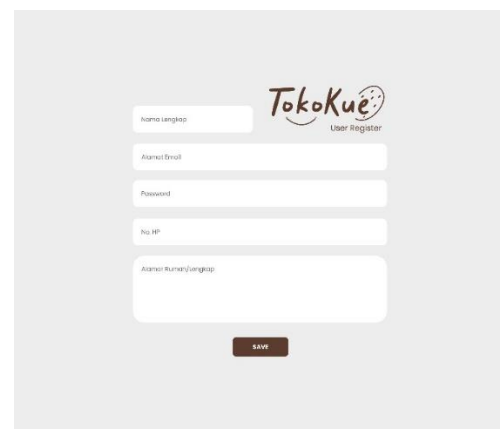 TokoKue
User Register
Nama Lengkap
Alamat Email
Password
No. HP
Alamat Rumah/Lengkap
SAVE